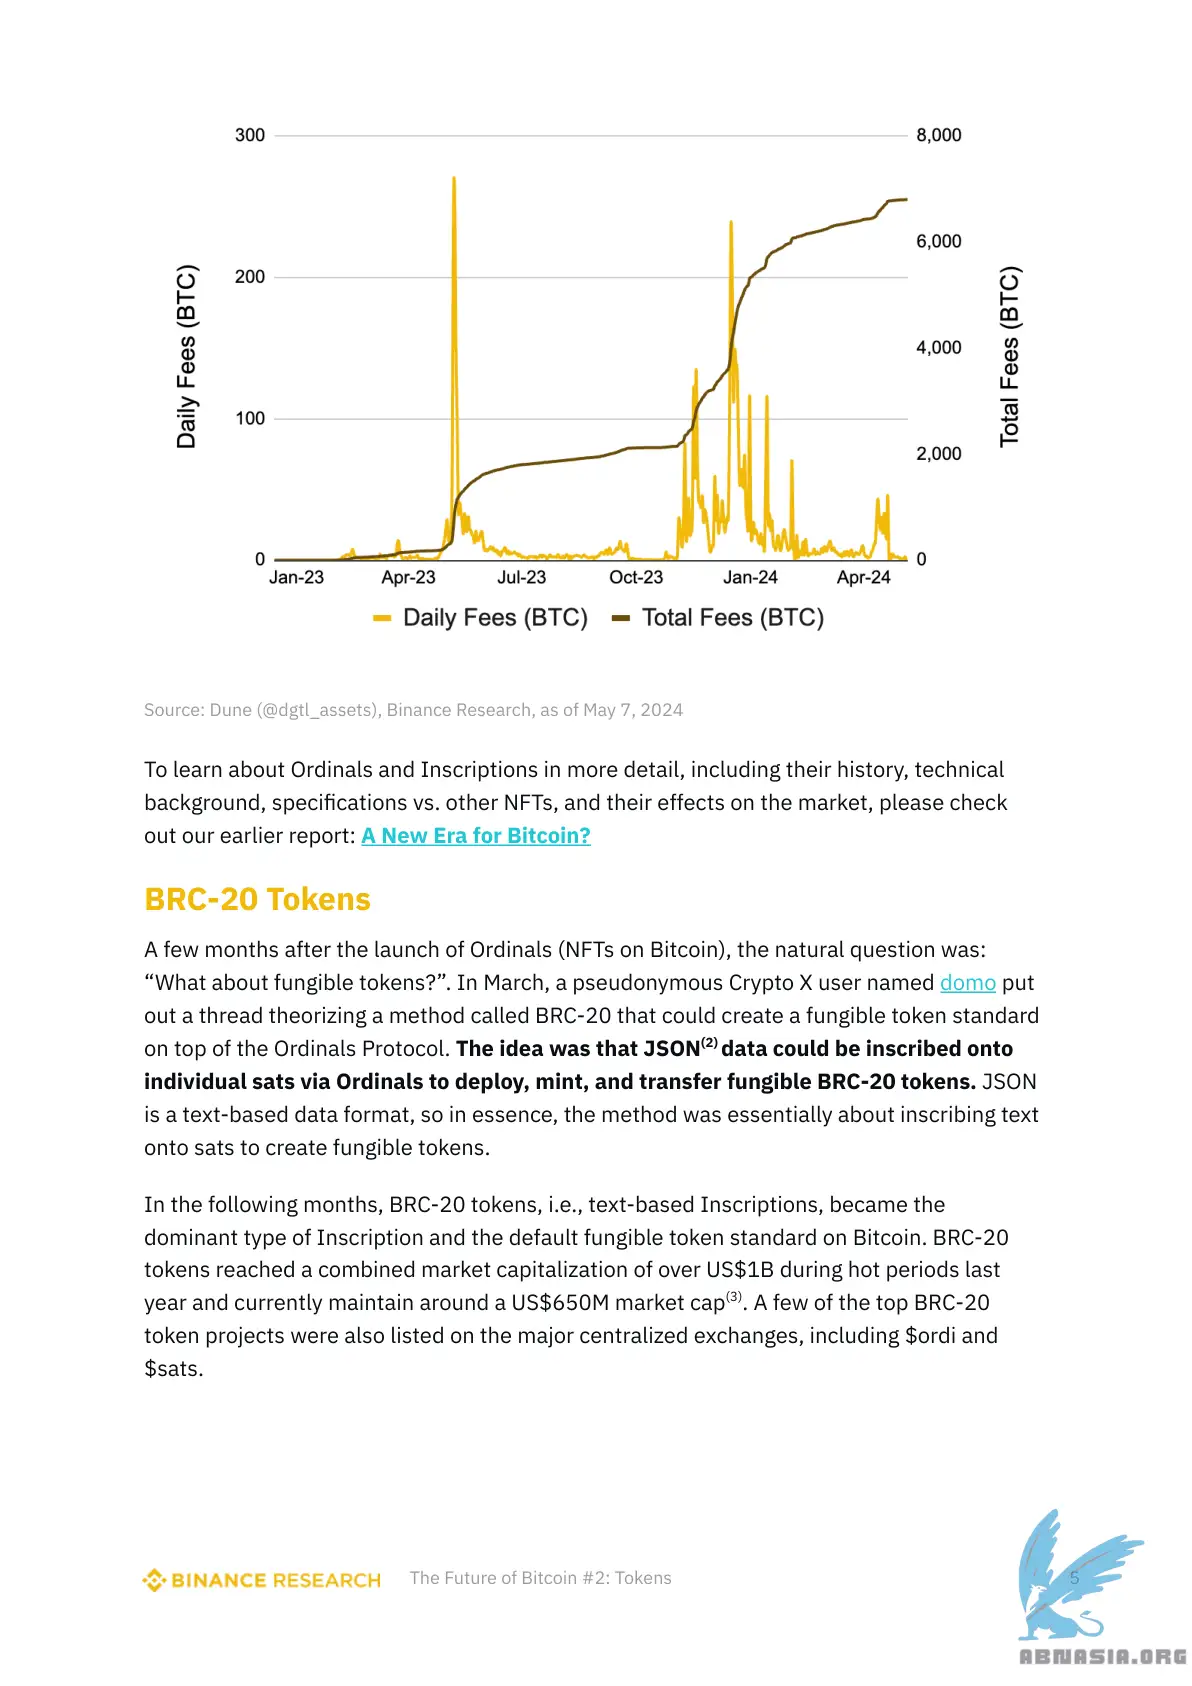 300
8,000
200
6,000
4,000
100
2,000
0
0
Daily Fees (BTC)
Total Fees (BTC)
Jan-23 Apr-23 Jul-23 Oct-23 Jan-24 Apr-24
Daily Fees (BTC) Total Fees (BTC)
Source: Dune (@dgtl_assets), Binance Research, as of May 7, 2024
To learn about Ordinals and Inscriptions in more detail, including their history, technical
background, specifications vs. other NFTs, and their effects on the market, please check
out our earlier report: A New Era for Bitcoin?
BRC-20 Tokens
A few months after the launch of Ordinals (NFTs on Bitcoin), the natural question was:
“What about fungible tokens?”. In March, a pseudonymous Crypto X user named domo put
out a thread theorizing a method called BRC-20 that could create a fungible token standard
on top of the Ordinals Protocol. The idea was that JSON(2) data could be inscribed onto
individual sats via Ordinals to deploy, mint, and transfer fungible BRC-20 tokens. JSON
is a text-based data format, so in essence, the method was essentially about inscribing text
onto sats to create fungible tokens.
In the following months, BRC-20 tokens, i.e., text-based Inscriptions, became the
dominant type of Inscription and the default fungible token standard on Bitcoin. BRC-20
tokens reached a combined market capitalization of over US$1B during hot periods last
year and currently maintain around a US$650M market cap(3). A few of the top BRC-20
token projects were also listed on the major centralized exchanges, including $ordi and
$sats.
BINANCE RESEARCH The Future of Bitcoin #2: Tokens 5
ABNASIA.ORG